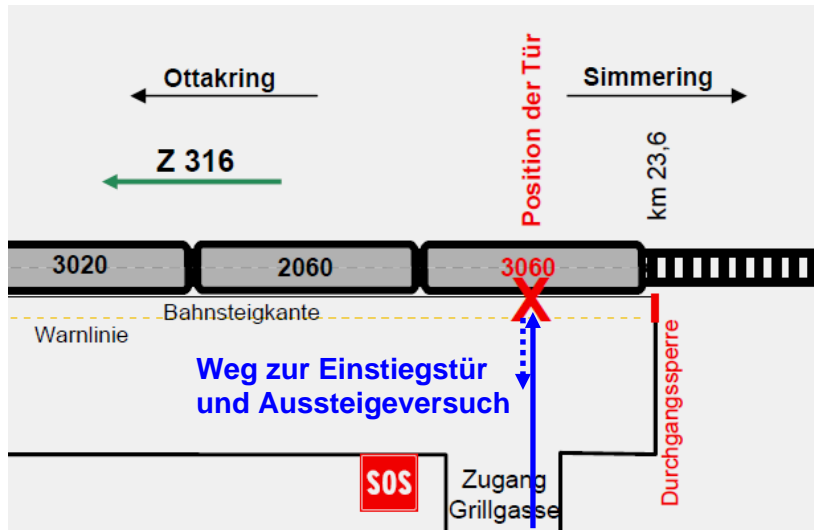 Ottakring
Position der Tür
Simmering
Z 316
km 23,6
3020
2060
3060
X
Bahnsteigkante
Warnlinie
Weg zur Einstiegstür
und Aussteigeversuch
Durchgangssperre
SOS
Zugang
Grillgasse